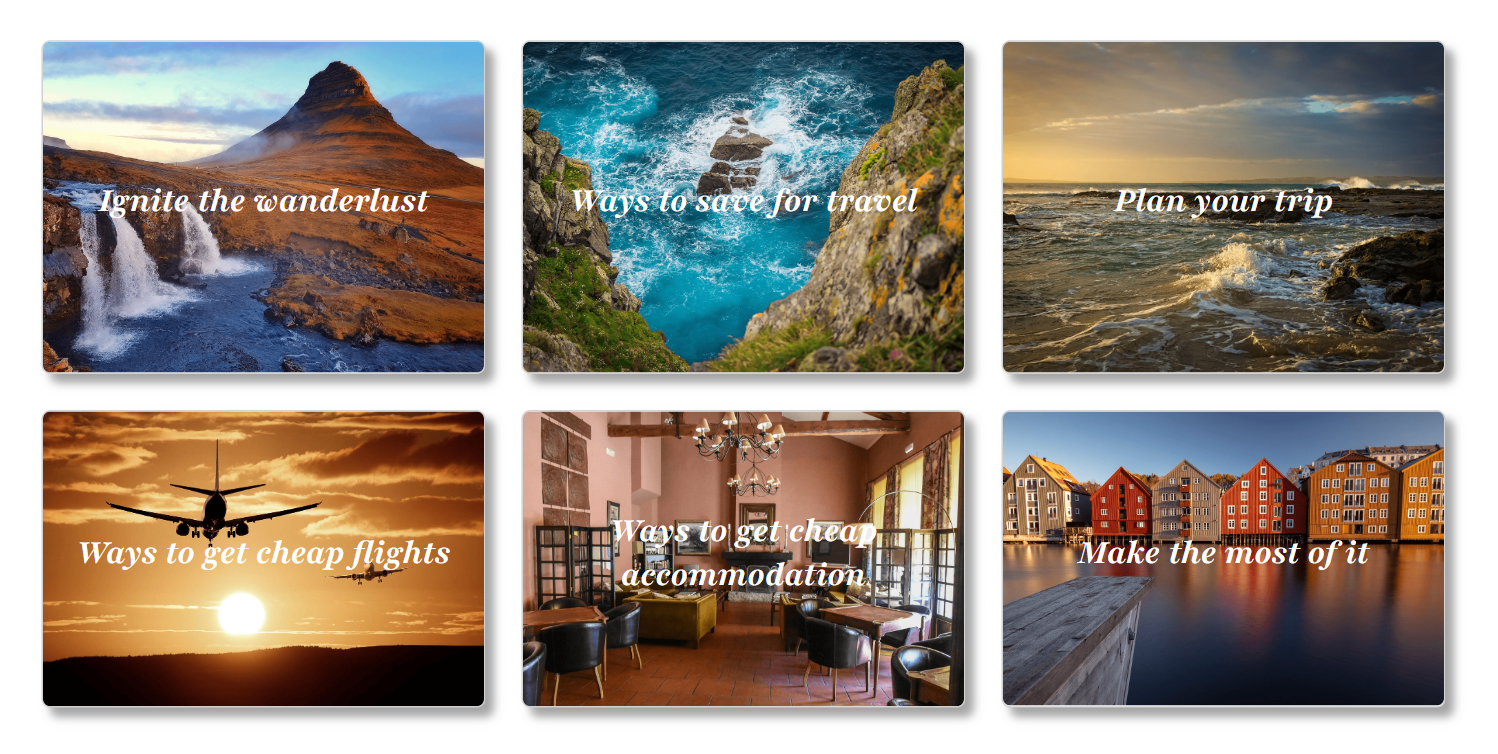 Ignite the wanderlust
Ways to save for travel
Plan your trip
Ways to get cheap flights
Ways to get cheap
accommodation
Make the most of it